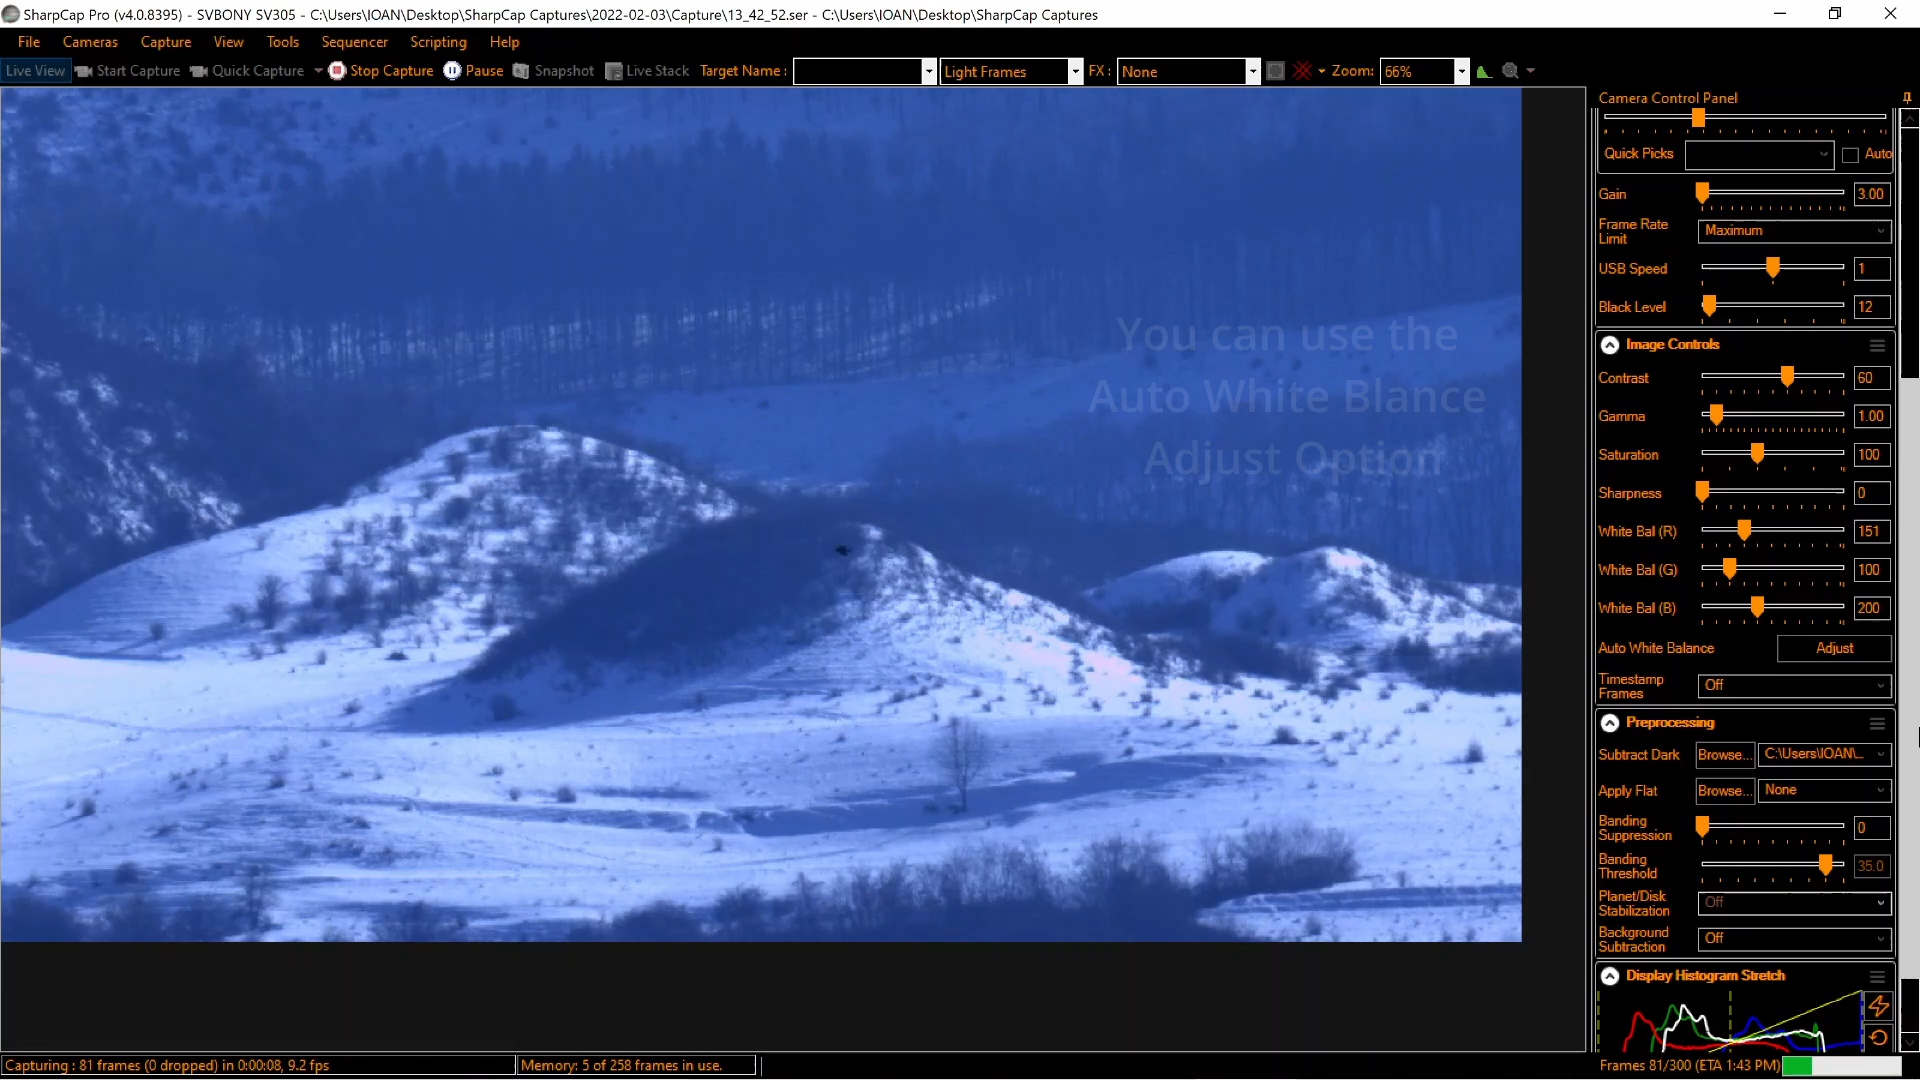 SharpCap Pro (v4.0.8395) - SVBONY SV305 - C:\Users\IOAN\Desktop\SharpCap Captures\2022-02-03\Capture\13_42_52.ser - C:\Users\IOAN\Desktop\SharpCap Captures
File Cameras Capture View Tools Sequencer Scripting Help
Live View Start Capture Quick Capture Stop Capture Pause Snapshot Live Stack Target Name : Light Frames FX : None Zoom: 66%
Camera Control Panel
Quick Picks Auto
Gain 3.00
Frame Rate Limit Maximum
USB Speed 1
Black Level 12
You can use the
Auto White Blance
Adjust Option
Image Controls
Contrast 60
Gamma 1.00
Saturation 100
Sharpness 0
White Bal (R) 151
White Bal (G) 100
White Bal (B) 200
Auto White Balance Adjust
Timestamp Frames Off
Preprocessing
Subtract Dark Browse... C:\Users\IOAN\...
Apply Flat Browse... None
Banding Suppression 0
Banding Threshold 35.0
Planet/Disk Stabilization Off
Background Subtraction Off
Display Histogram Stretch
Capturing : 81 frames (0 dropped) in 0:00:08, 9.2 fps
Memory: 5 of 258 frames in use.
Frames 81/300 (ETA 1:43 PM)